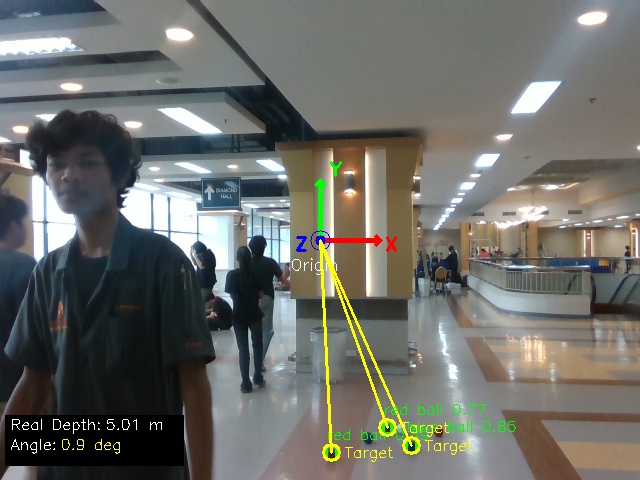 DIAMOND
HALL
Y
Z
X
Origin
red ball 0.77
ball 0.85
ed ball
Target
Target
Target
Real Depth: 5.01 m
Angle: 0.9 deg